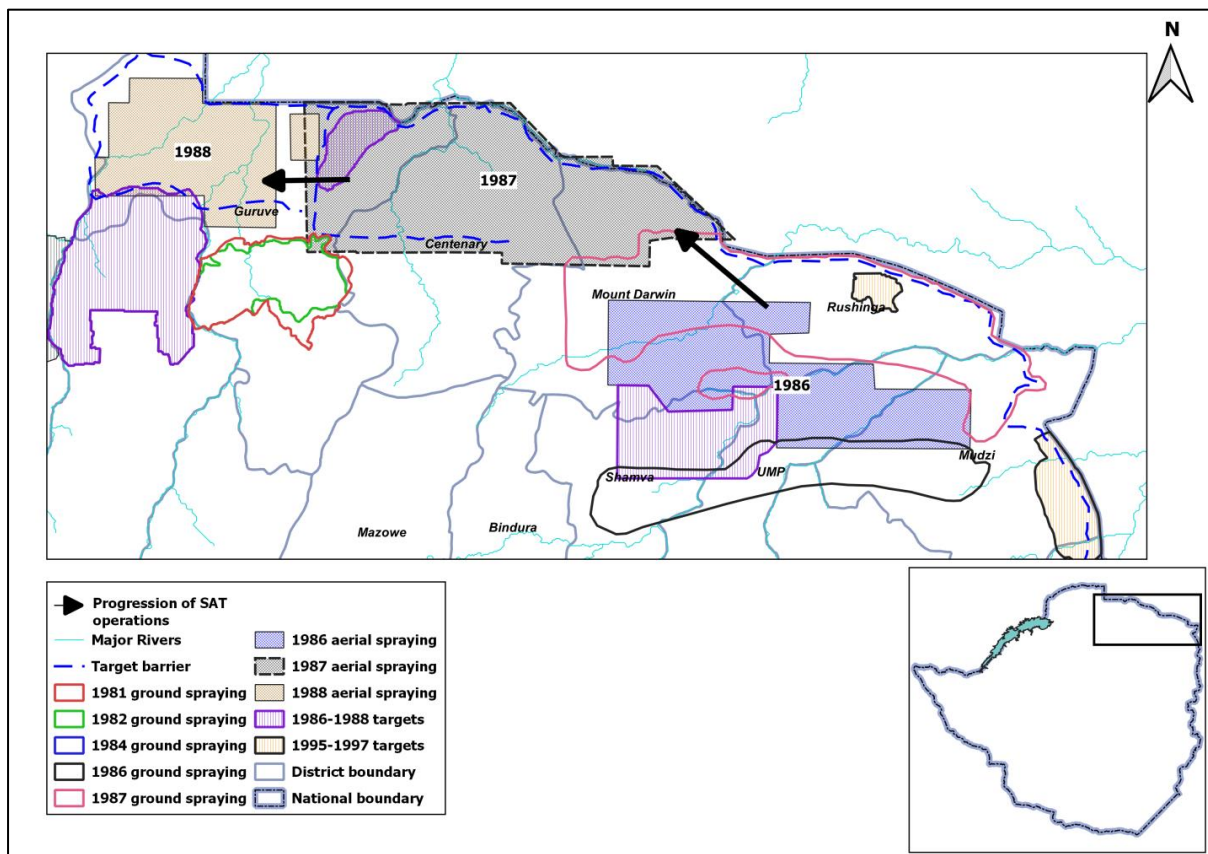 N
1988
1987
Guruve
Centenary
Mount Darwin
Rushinga
1986
Shamva
UMP
Mudzi
Mazowe
Bindura
Progression of SAT
operations
Major Rivers
Target barrier
1981 ground spraying
1982 ground spraying
1984 ground spraying
1986 ground spraying
1987 ground spraying
1986 aerial spraying
1987 aerial spraying
1988 aerial spraying
1986-1988 targets
1995-1997 targets
District boundary
National boundary